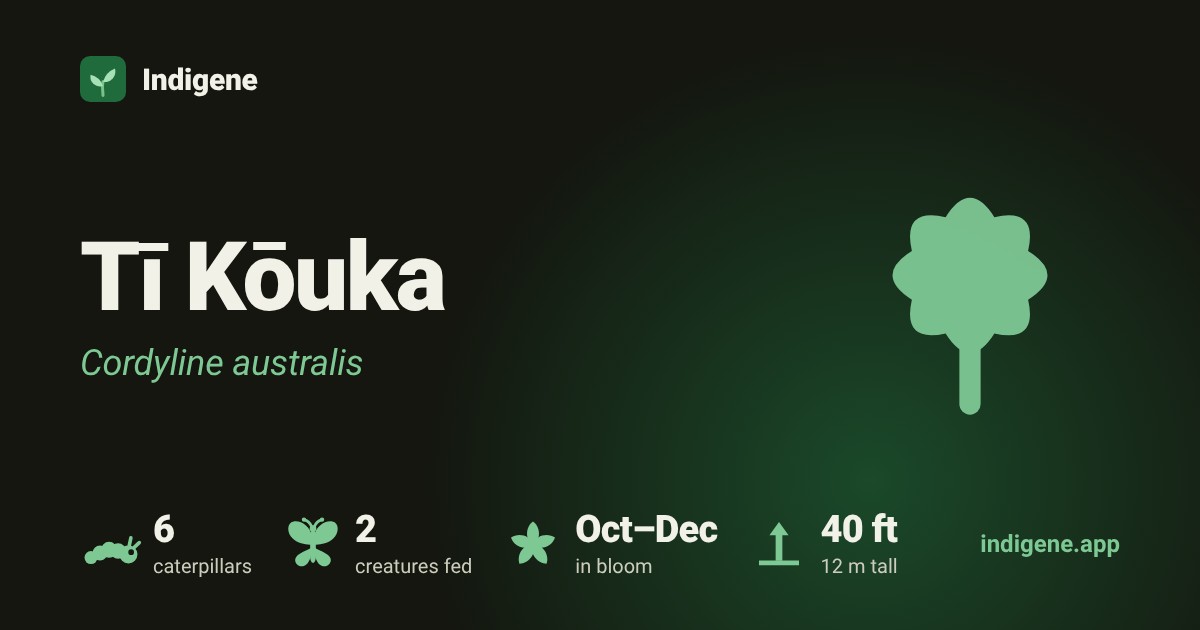 Indigene
Tī Kōuka
Cordyline australis
6
caterpillars
2
creatures fed
Oct–Dec
in bloom
40 ft
12 m tall
indigene.app